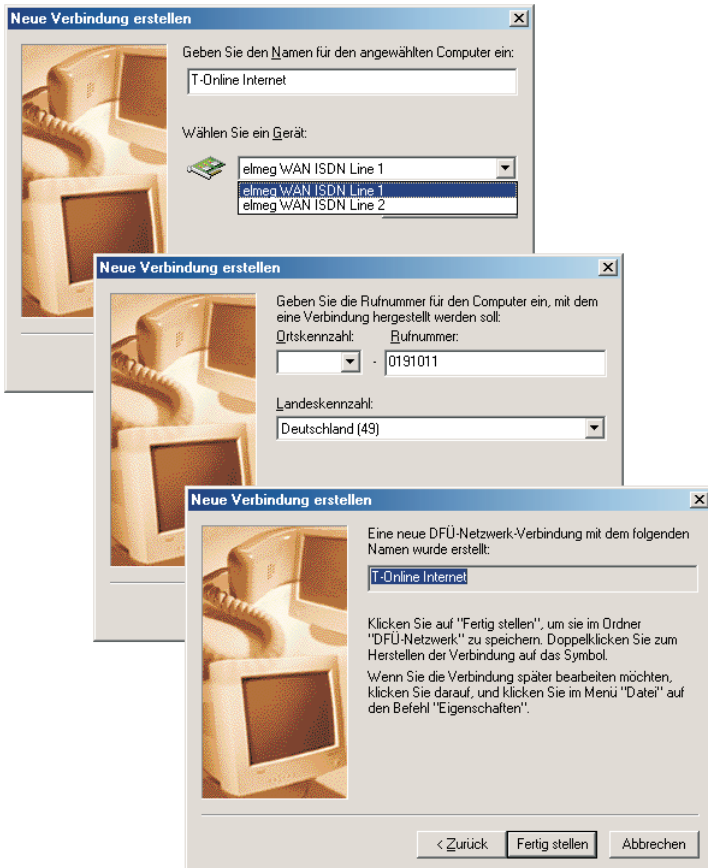 Neue Verbindung erstellen
Geben Sie den Namen für den angewählten Computer ein:
T-Online Internet
Wählen Sie ein Gerät:
elmeg WAN ISDN Line 1
elmeg WAN ISDN Line 1
elmeg WAN ISDN Line 2
Neue Verbindung erstellen
Geben Sie die Rufnummer für den Computer ein, mit dem
eine Verbindung hergestellt werden soll:
Ortskennzahl: Rufnummer:
- 0191011
Landeskennzahl:
Deutschland (49)
Neue Verbindung erstellen
Eine neue DFÜ-Netzwerk-Verbindung mit dem folgenden
Namen wurde erstellt:
T-Online Internet
Klicken Sie auf "Fertig stellen", um sie im Ordner
"DFÜ-Netzwerk" zu speichern. Doppelklicken Sie zum
Herstellen der Verbindung auf das Symbol.
Wenn Sie die Verbindung später bearbeiten möchten,
klicken Sie darauf, und klicken Sie im Menü "Datei" auf
den Befehl "Eigenschaften".
< Zurück Fertig stellen Abbrechen